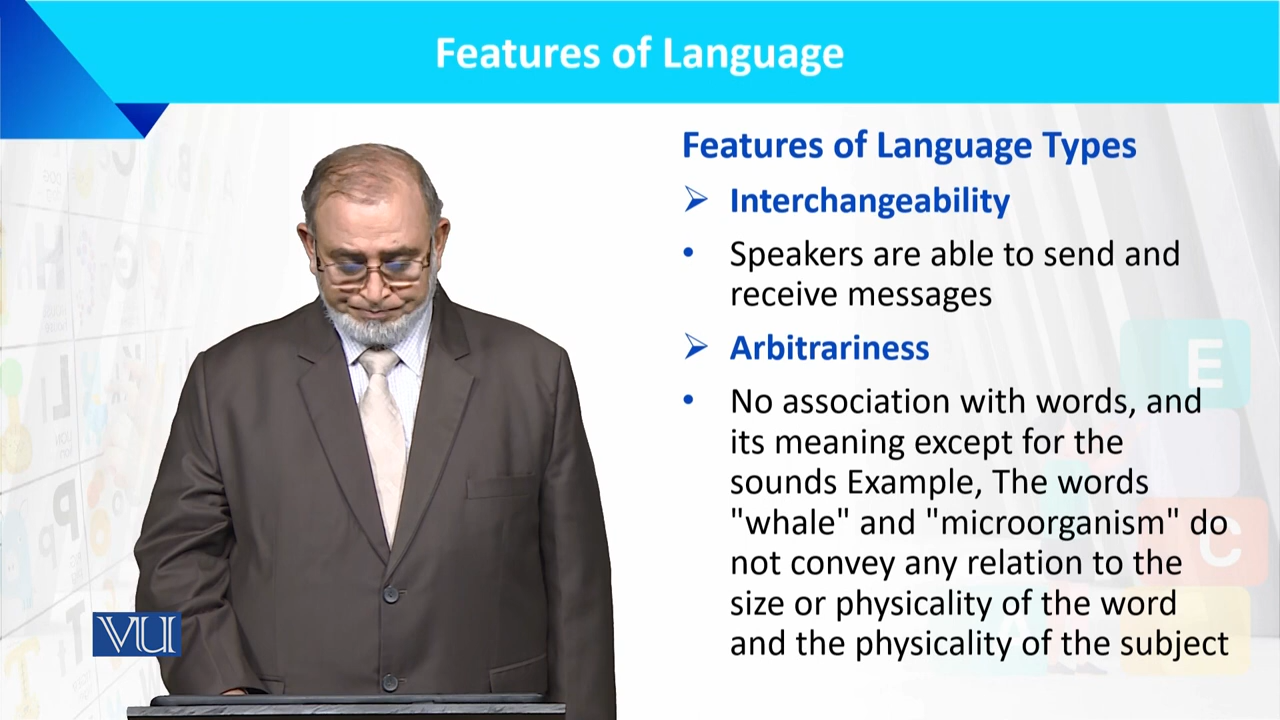 Features of Language
Features of Language Types
➢ Interchangeability
• Speakers are able to send and
receive messages
➢ Arbitrariness
• No association with words, and
its meaning except for the
sounds Example, The words
"whale" and "microorganism" do
not convey any relation to the
size or physicality of the word
and the physicality of the subject
VU
E
C